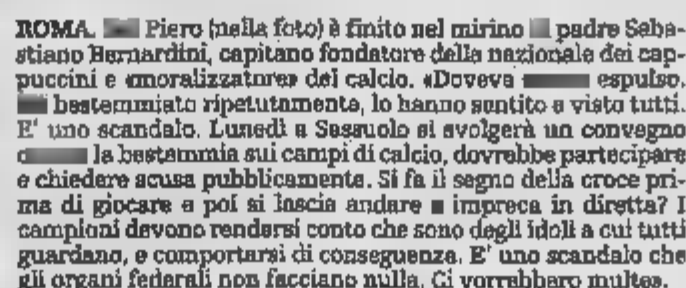 ROMA. Piero (nella foto) è finito nel mirino padre Seba-
stiano Bernardini, capitano fondatore della nazionale dei cap-
puccini e «moralizzatore» del calcio. «Doveva espulso.
bestemmiato ripetutamente, lo hanno sentito e visto tutti.
E' uno scandalo. Lunedì a Sassuolo si svolgerà un convegno
la bestemmia sui campi di calcio, dovrebbe partecipare
e chiedere scusa pubblicamente. Si fa il segno della croce pri-
ma di giocare e poi si lascia andare impreca in diretta? I
campioni devono rendersi conto che sono degli idoli a cui tutti
guardano, e comportarsi di conseguenza. E' uno scandalo che
gli organi federali non facciano nulla. Ci vorrebbero multe».